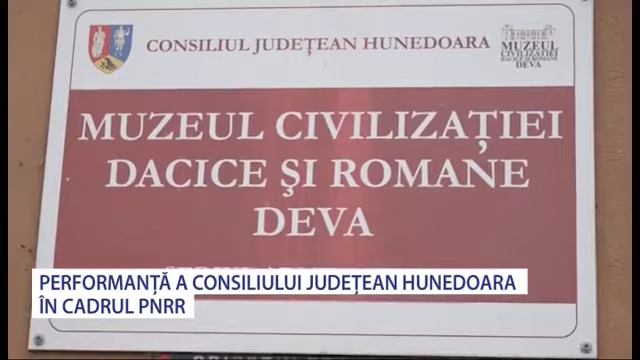 CONSILIUL JUDEȚEAN HUNEDOARA
MUZEUL
CIVILIZAȚIEI
DACICE ȘI ROMANE
DEVA
MUZEUL CIVILIZAȚIEI
DACICE ŞI ROMANE
DEVA
PERFORMANȚĂ A CONSILIULUI JUDEȚEAN HUNEDOARA
ÎN CADRUL PNRR